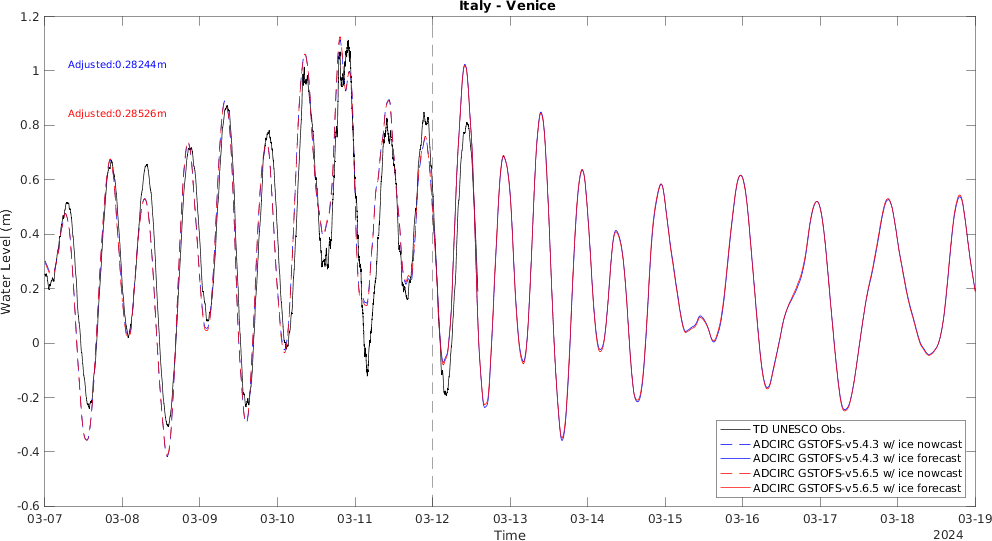 Italy - Venice
1.2
1
0.8
0.6
0.4
0.2
0
-0.2
-0.4
-0.6
Water Level (m)
Adjusted:0.28244m
Adjusted:0.28526m
TD UNESCO Obs.
ADCIRC GSTOFS-v5.4.3 w/ ice nowcast
ADCIRC GSTOFS-v5.4.3 w/ ice forecast
ADCIRC GSTOFS-v5.6.5 w/ ice nowcast
ADCIRC GSTOFS-v5.6.5 w/ ice forecast
03-07 03-08 03-09 03-10 03-11 03-12 03-13 03-14 03-15 03-16 03-17 03-18 03-19
Time
2024